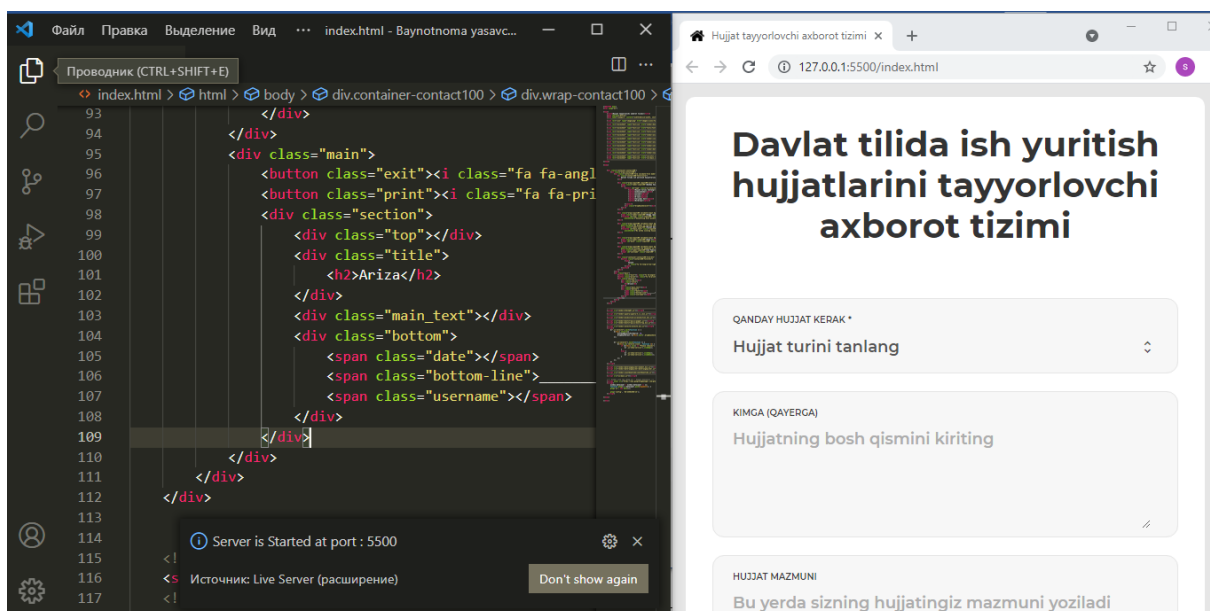 Файл Правка Выделение Вид ··· index.html - Baynotnoma yasavc...
Проводник (CTRL+SHIFT+E)
index.html > html > body > div.container-contact100 > div.wrap-contact100 >
93 </div>
94 </div>
95 <div class="main">
96 <button class="exit"><i class="fa fa-angl
97 <button class="print"><i class="fa fa-pri
98 <div class="section">
99 <div class="top"></div>
100 <div class="title">
101 <h2>Ariza</h2>
102 </div>
103 <div class="main_text"></div>
104 <div class="bottom">
105 <span class="date"></span>
106 <span class="bottom-line">_______
107 <span class="username"></span>
108 </div>
109 </div>
110 </div>
111 </div>
112 </div>
113
114
115 <!
116 <s
117 <!
Server is Started at port : 5500
Источник: Live Server (расширение)
Don't show again
Hujjat tayyorlovchi axborot tizimi
127.0.0.1:5500/index.html
s
Davlat tilida ish yuritish
hujjatlarini tayyorlovchi
axborot tizimi
QANDAY HUJJAT KERAK *
Hujjat turini tanlang
KIMGA (QAYERGA)
Hujjatning bosh qismini kiriting
HUJJAT MAZMUNI
Bu yerda sizning hujjatingiz mazmuni yoziladi